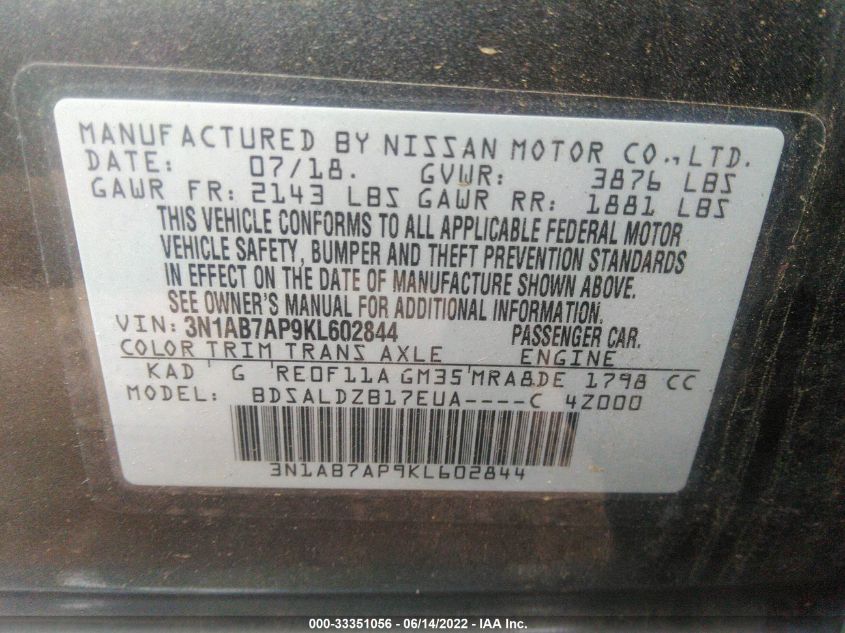 MANUFACTURED BY NISSAN MOTOR CO.,LTD.
DATE: 07/18. GVWR: 3876 LBS
GAWR FR: 2143 LBS GAWR RR: 1881 LBS
THIS VEHICLE CONFORMS TO ALL APPLICABLE FEDERAL MOTOR
VEHICLE SAFETY, BUMPER AND THEFT PREVENTION STANDARDS
IN EFFECT ON THE DATE OF MANUFACTURE SHOWN ABOVE.
SEE OWNER'S MANUAL FOR ADDITIONAL INFORMATION.
VIN: 3N1AB7AP9KL602844 PASSENGER CAR.
COLOR TRIM TRANS AXLE ENGINE
KAD G RE0F11A GM35 MRA8DE 1798 CC
MODEL: BDSALDZB17EUA----C 4Z000
3N1AB7AP9KL602844
000-33351056 - 06/14/2022 - IAA Inc.